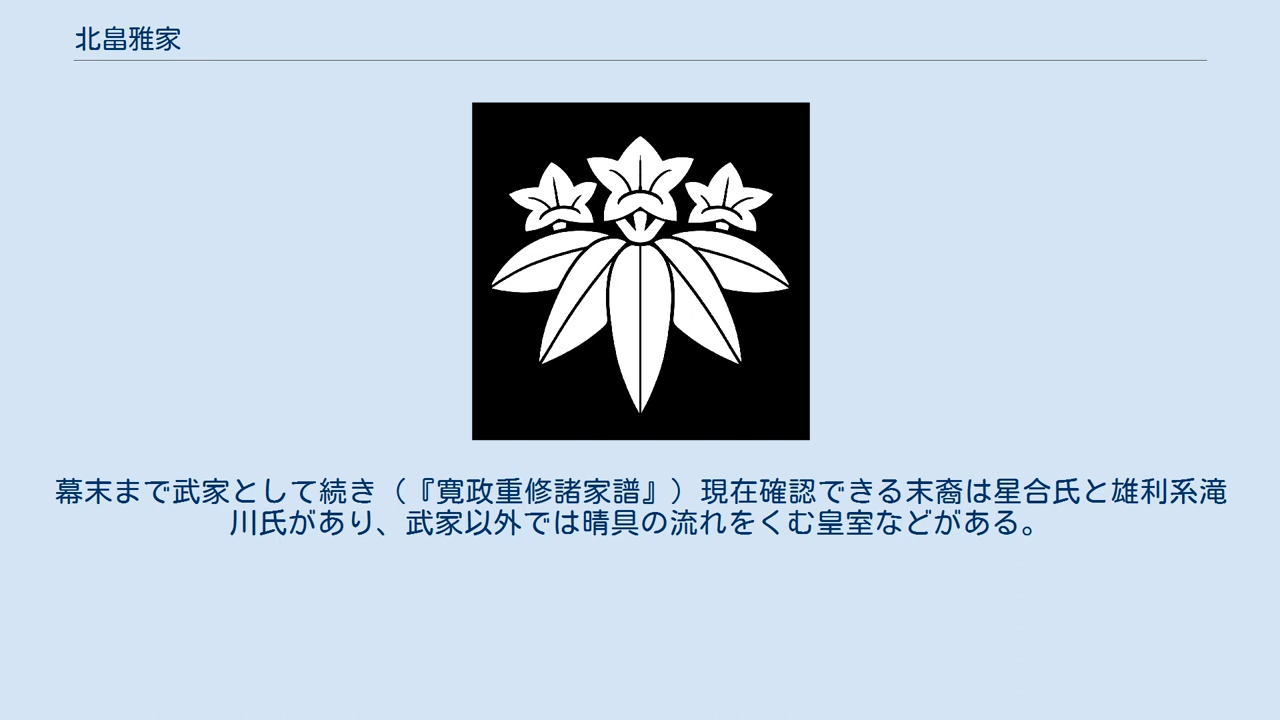 北畠雅家
幕末まで武家として続き（『寛政重修諸家譜』）現在確認できる末裔は星合氏と雄利系滝
川氏があり、武家以外では晴具の流れをくむ皇室などがある。